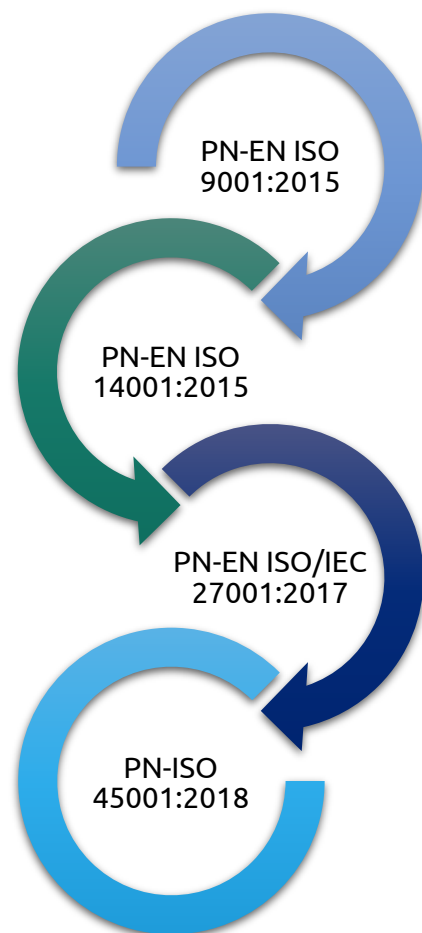 PN-EN ISO
9001:2015
PN-EN ISO
14001:2015
PN-EN ISO/IEC
27001:2017
PN-ISO
45001:2018